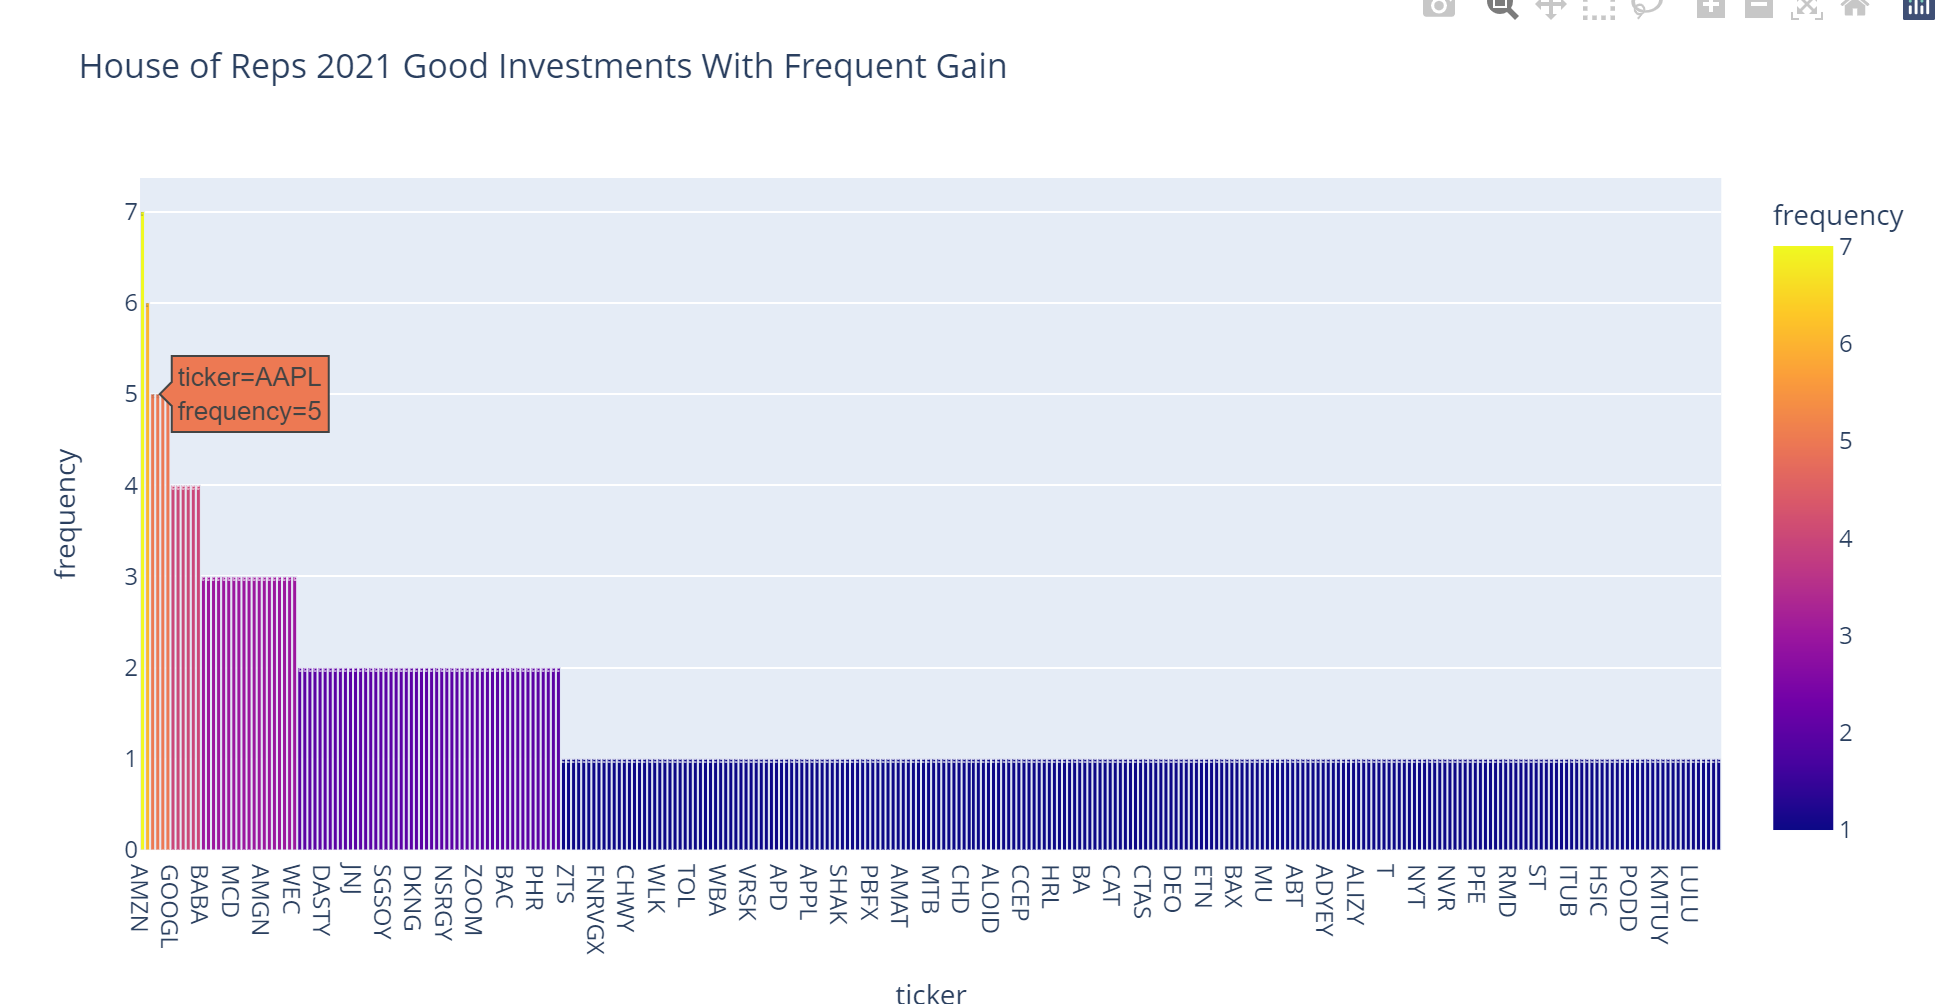 House of Reps 2021 Good Investments With Frequent Gain
frequency
7
6
5
4
3
2
1
0
ticker=AAPL
frequency=5
AMZN
GOOGL
BABA
MCD
AMGN
WEC
DASTY
JNJ
SGSOY
DKNG
NSRGY
ZOOM
BAC
PHR
ZTS
FNRVGX
CHWY
WLK
TOL
WBA
VRSK
APD
APPL
SHAK
PBFX
AMAT
MTB
CHD
ALOID
CCEP
HRL
BA
CAT
CTAS
DEO
ETN
BAX
MU
ABT
ADYEY
ALIZY
T
NYT
NVR
PFE
RMD
ST
ITUB
HSIC
PODD
KMTUY
LULU
ticker
frequency
7
6
5
4
3
2
1